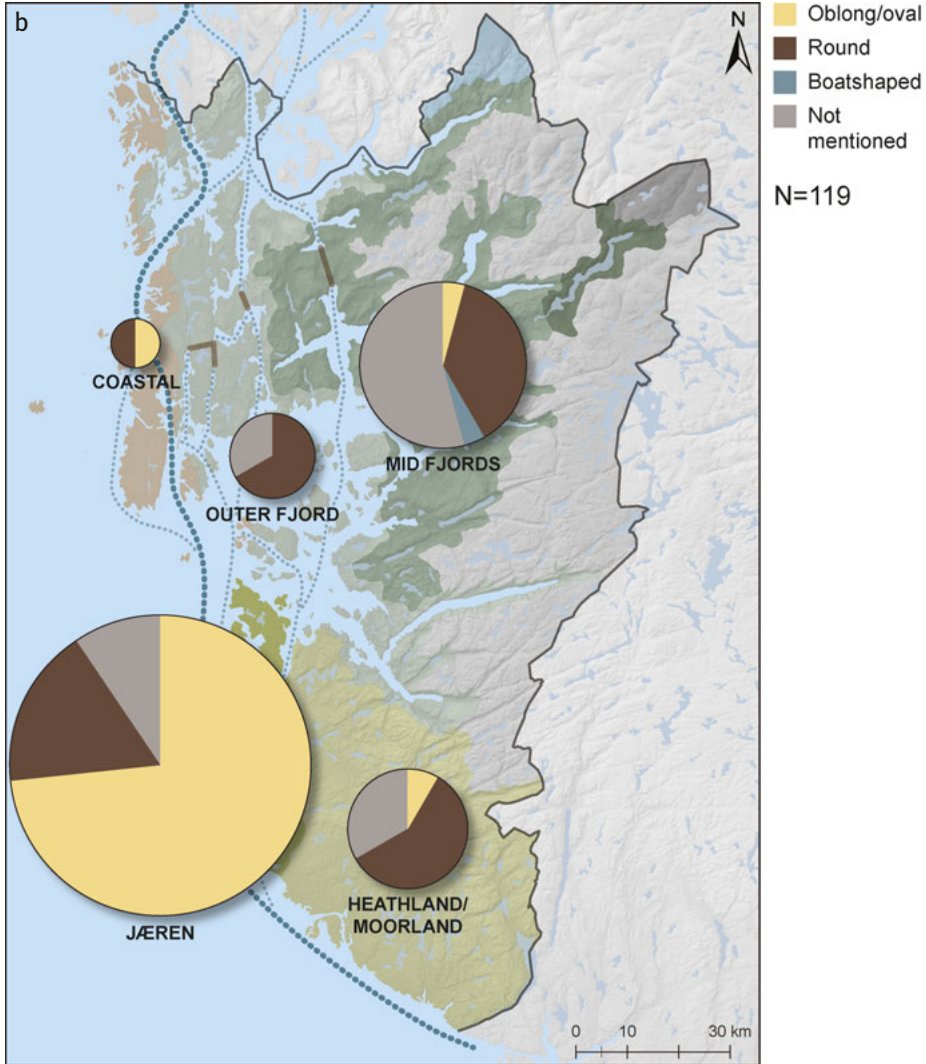 b
N
Oblong/oval
Round
Boatshaped
Not
mentioned
N=119
COASTAL
MID FJORDS
OUTER FJORD
JÆREN
HEATHLAND/
MOORLAND
0 10 30 km